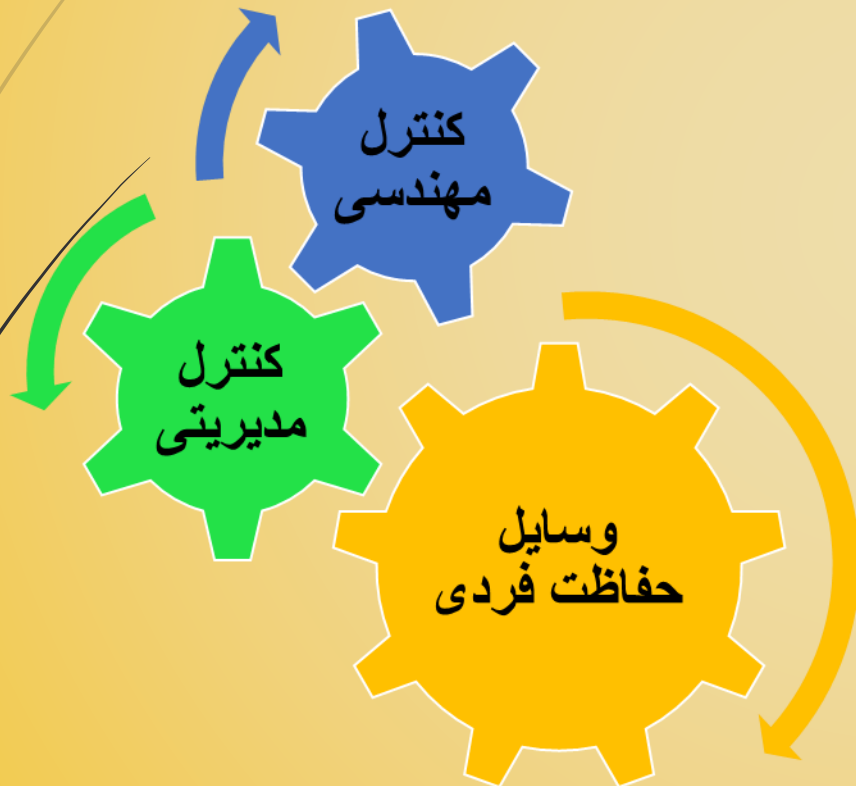 کنترل
مهندسی
کنترل
مدیریتی
وسایل
حفاظت فردی